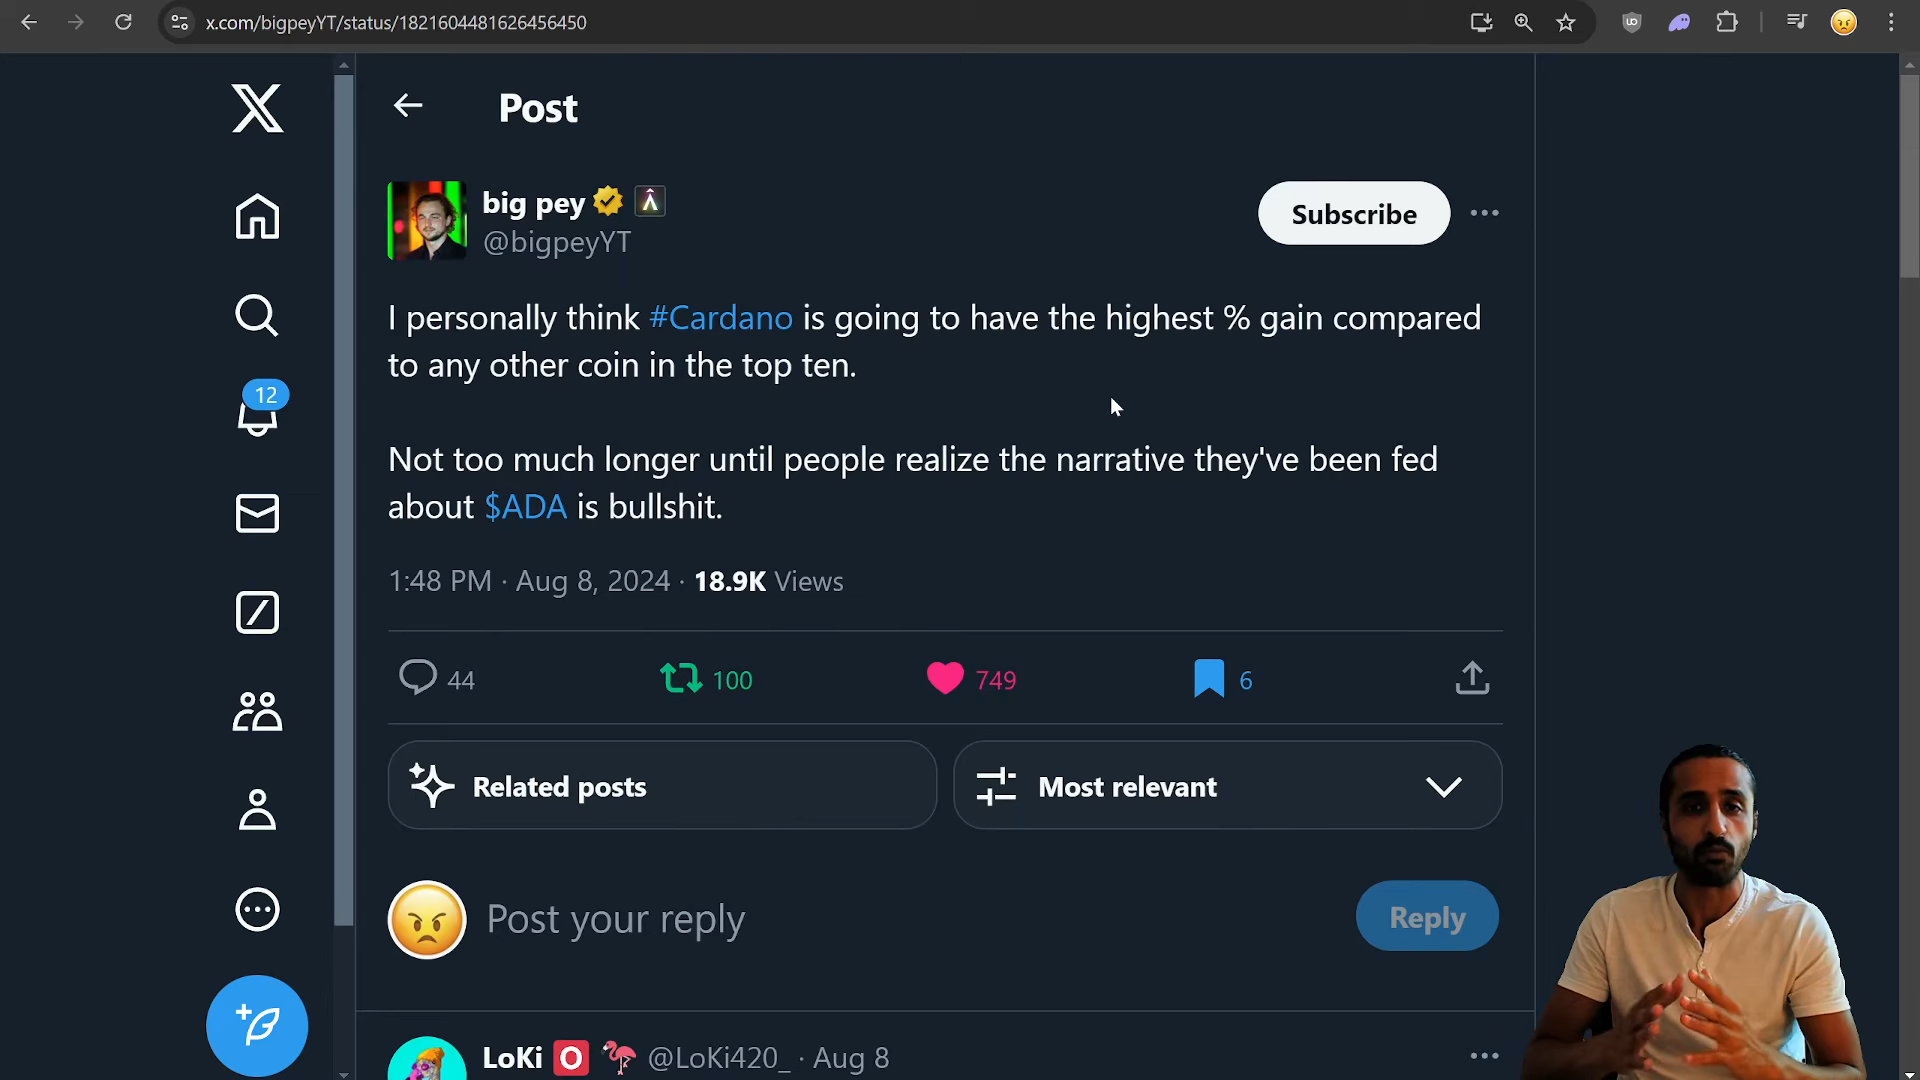 x.com/bigpeyYT/status/1821604481626456450
Post
big pey
@bigpeyYT
Subscribe
I personally think #Cardano is going to have the highest % gain compared
to any other coin in the top ten.
Not too much longer until people realize the narrative they've been fed
about $ADA is bullshit.
1:48 PM · Aug 8, 2024 · 18.9K Views
12
44
100
749
6
Related posts
Most relevant
Post your reply
Reply
LoKi O @LoKi420_ · Aug 8